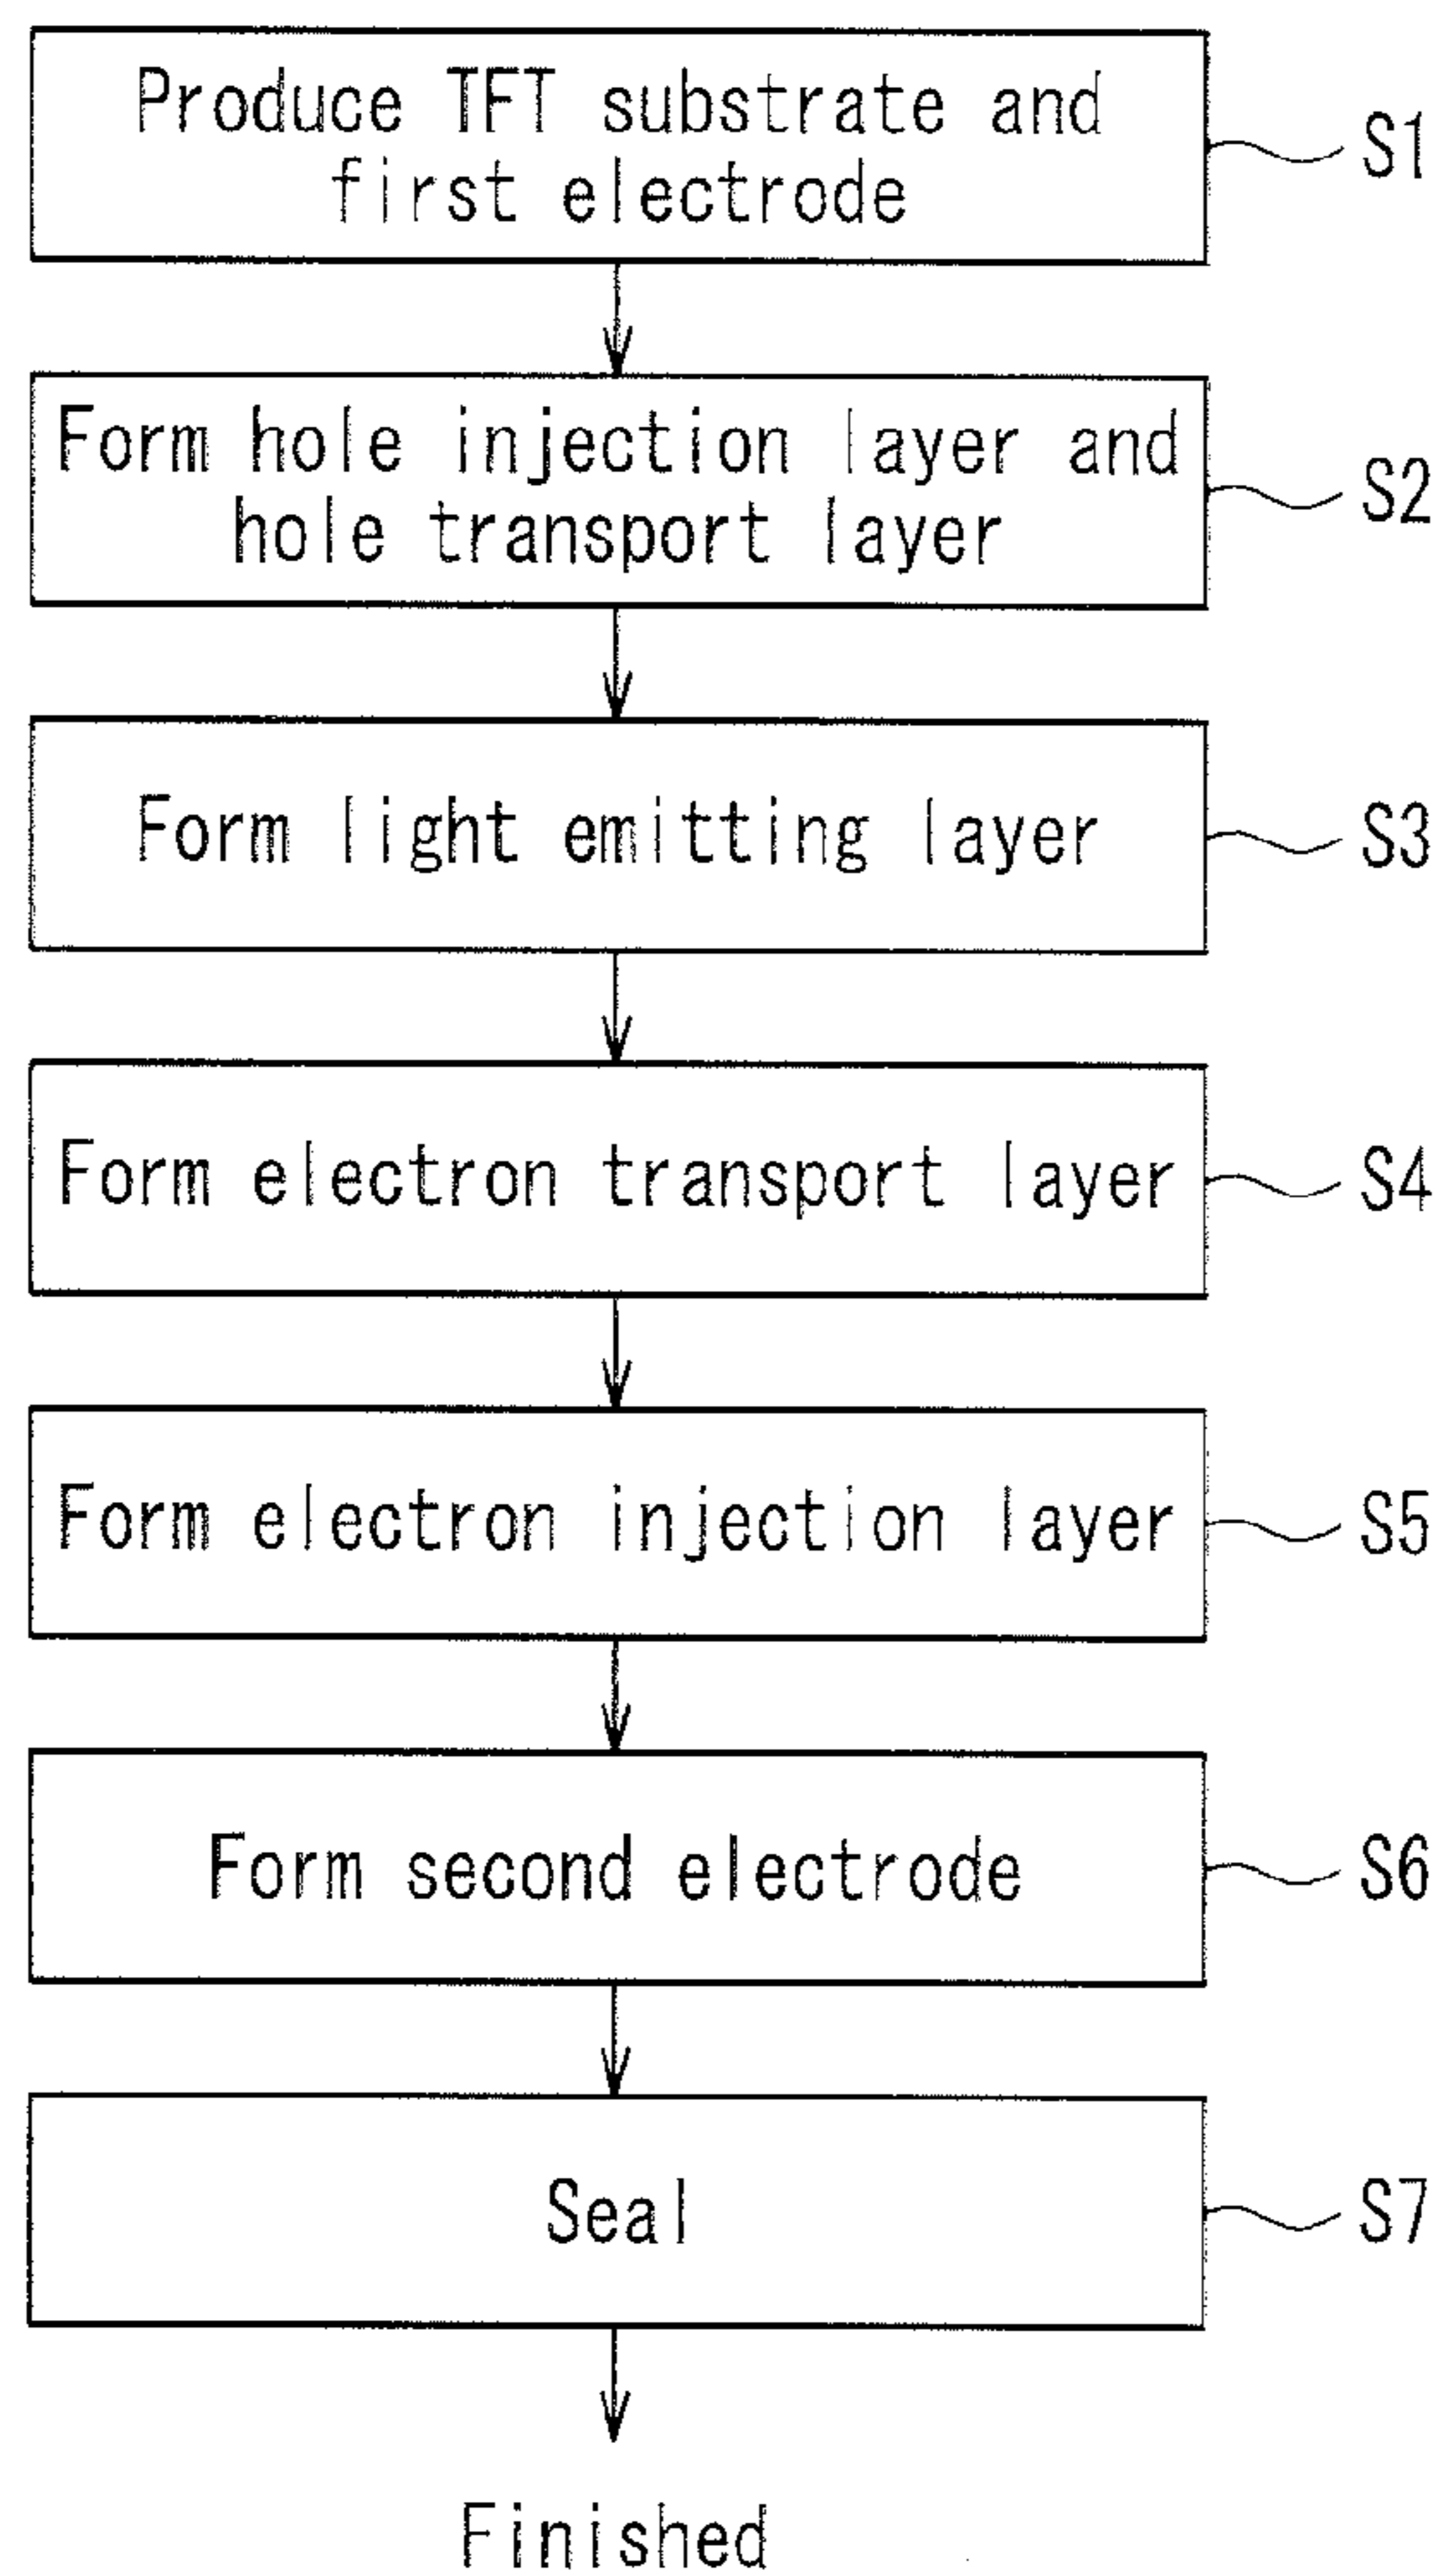 Produce TFT substrate and
first electrode
S1
Form hole injection layer and
hole transport layer
S2
Form light emitting layer
S3
Form electron transport layer
S4
Form electron injection layer
S5
Form second electrode
S6
Seal
S7
Finished